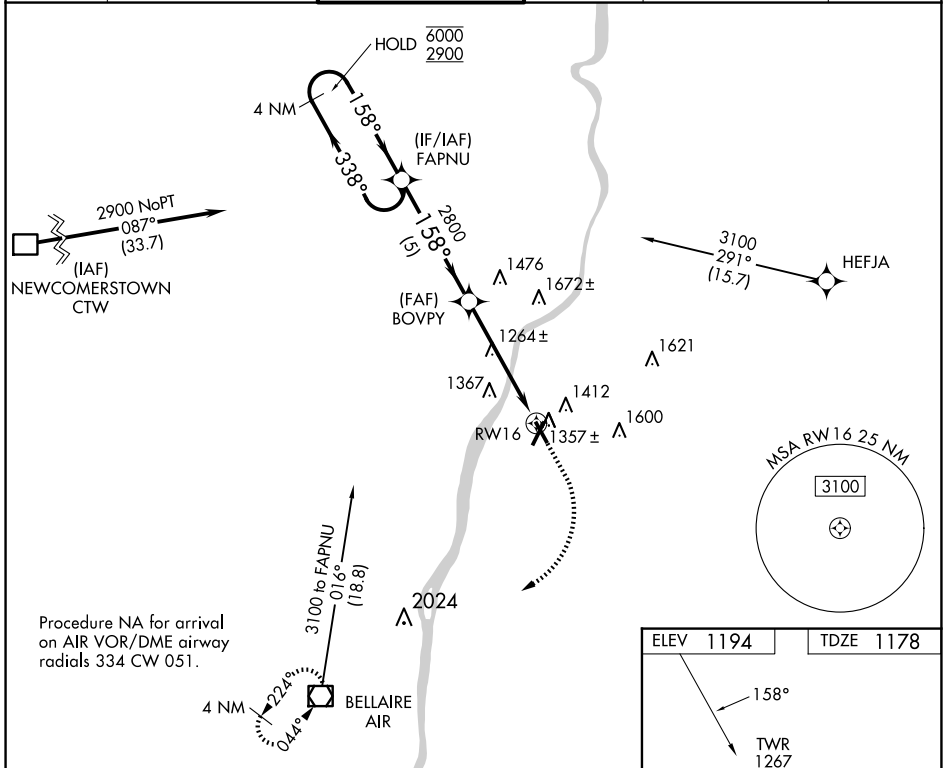 HOLD 6000
2900
4 NM
158°
338°
(IF/IAF)
FAPNU
2900 NoPT
087°
(33.7)
(IAF)
NEWCOMERSTOWN
CTW
2800
158°
(5)
3100
291°
(15.7)
HEFJA
1476
1672±
(FAF)
BOVPY
1264±
1621
1367
1412
1600
RW16
1357±
MSA RW16 25 NM
3100
3100 to FAPNU
016°
(18.8)
2024
Procedure NA for arrival
on AIR VOR/DME airway
radials 334 CW 051.
4 NM
224°
044°
BELLAIRE
AIR
ELEV 1194
TDZE 1178
158°
TWR
1267